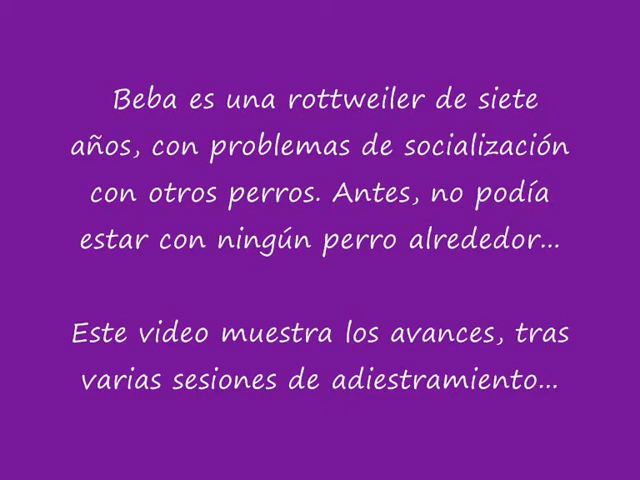 Beba es una rottweiler de siete
años, con problemas de socialización
con otros perros. Antes, no podía
estar con ningún perro alrededor...
Este video muestra los avances, tras
varias sesiones de adiestramiento...